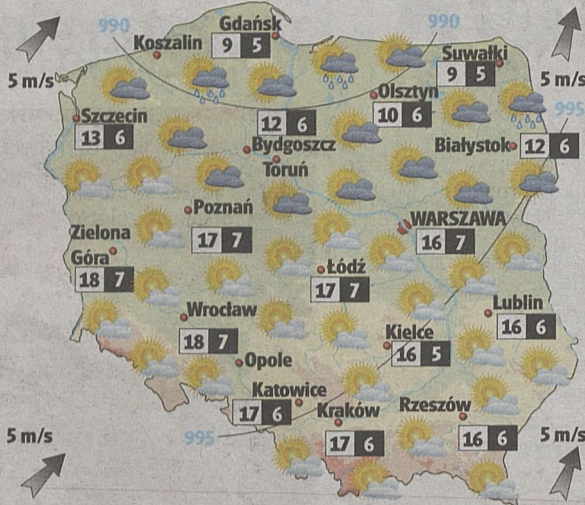 990
Gdańsk
990
Koszalin
9 5
Suwałki
9 5
5 m/s
5 m/s
Olsztyn
10 6
995
Szczecin
13 6
12 6
Bydgoszcz
Białystok
12 6
Toruń
Poznań
17 7
WARSZAWA
16 7
Zielona
Góra
18 7
Łódź
17 7
Wrocław
18 7
Lublin
16 6
Kielce
16 5
Opole
Katowice
17 6
Kraków
17 6
Rzeszów
16 6
995
5 m/s
5 m/s